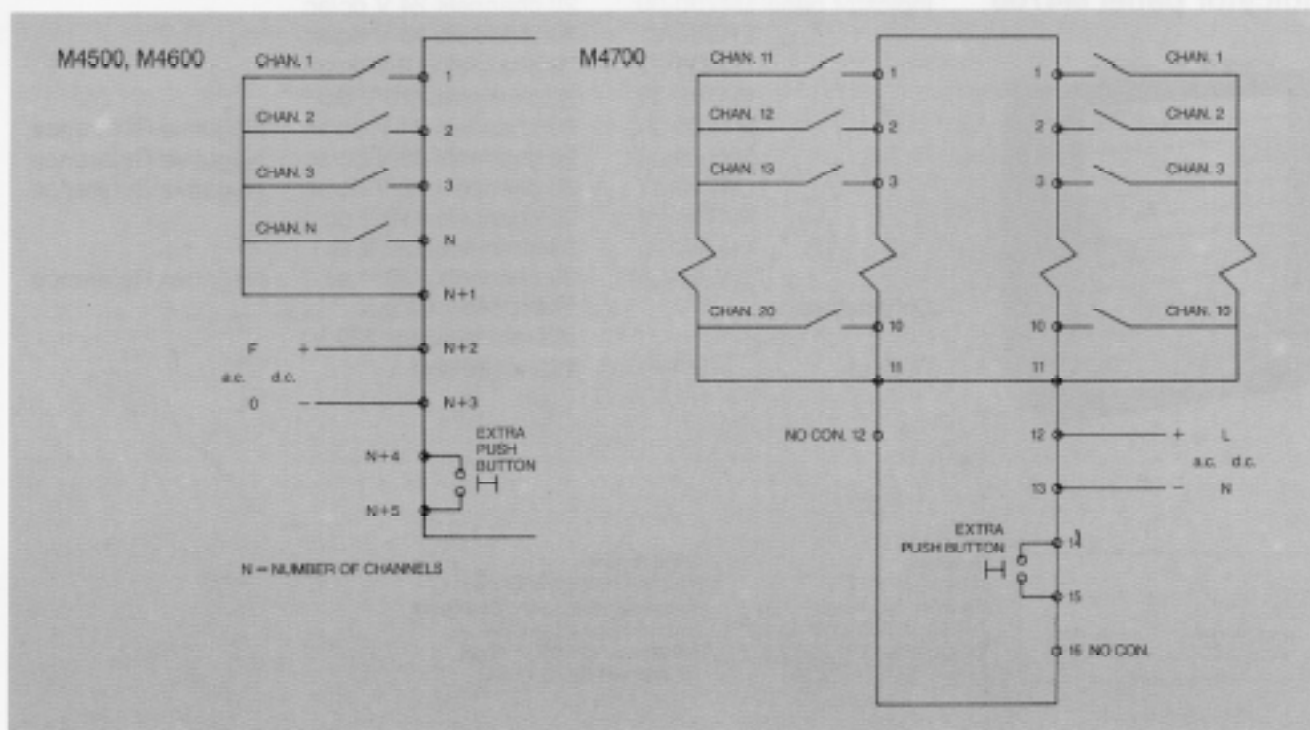 M4500, M4600
CHAN. 1
1
CHAN. 2
2
CHAN. 3
3
CHAN. N
N
N+1
F + N+2
a.c. d.c.
0 – N+3
N+4
EXTRA
PUSH
BUTTON
N+5
N = NUMBER OF CHANNELS
M4700
CHAN. 11 1 1 CHAN. 1
CHAN. 12 2 2 CHAN. 2
CHAN. 13 3 3 CHAN. 3
CHAN. 20 10 10 CHAN. 10
11 11
NO CON. 12 12 + L
a.c. d.c.
13 – N
EXTRA
PUSH BUTTON 14
15
16 NO CON.